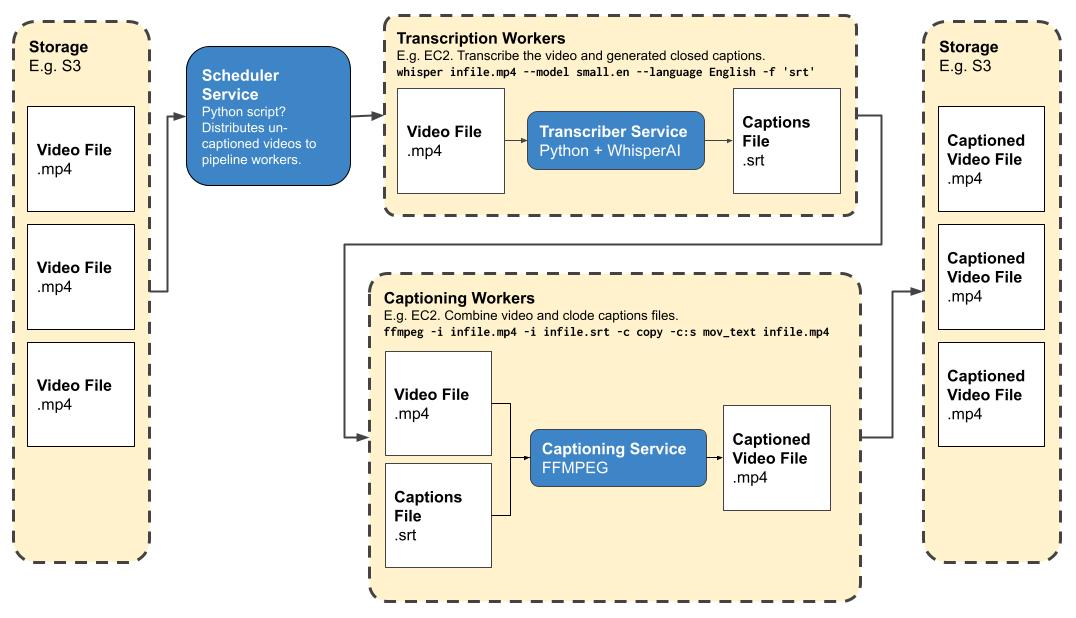 Storage
E.g. S3
Video File
.mp4
Video File
.mp4
Video File
.mp4
Scheduler
Service
Python script?
Distributes un-
captioned videos to
pipeline workers.
Transcription Workers
E.g. EC2. Transcribe the video and generated closed captions.
whisper infile.mp4 --model small.en --language English -f 'srt'
Video File
.mp4
Transcriber Service
Python + WhisperAI
Captions
File
.srt
Captioning Workers
E.g. EC2. Combine video and clode captions files.
ffmpeg -i infile.mp4 -i infile.srt -c copy -c:s mov_text infile.mp4
Video File
.mp4
Captions
File
.srt
Captioning Service
FFMPEG
Captioned
Video File
.mp4
Storage
E.g. S3
Captioned
Video File
.mp4
Captioned
Video File
.mp4
Captioned
Video File
.mp4